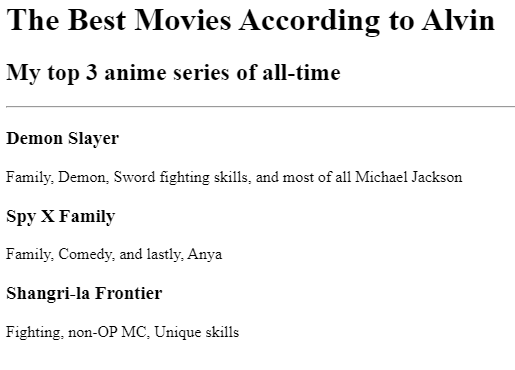 The Best Movies According to Alvin
My top 3 anime series of all-time
Demon Slayer
Family, Demon, Sword fighting skills, and most of all Michael Jackson
Spy X Family
Family, Comedy, and lastly, Anya
Shangri-la Frontier
Fighting, non-OP MC, Unique skills